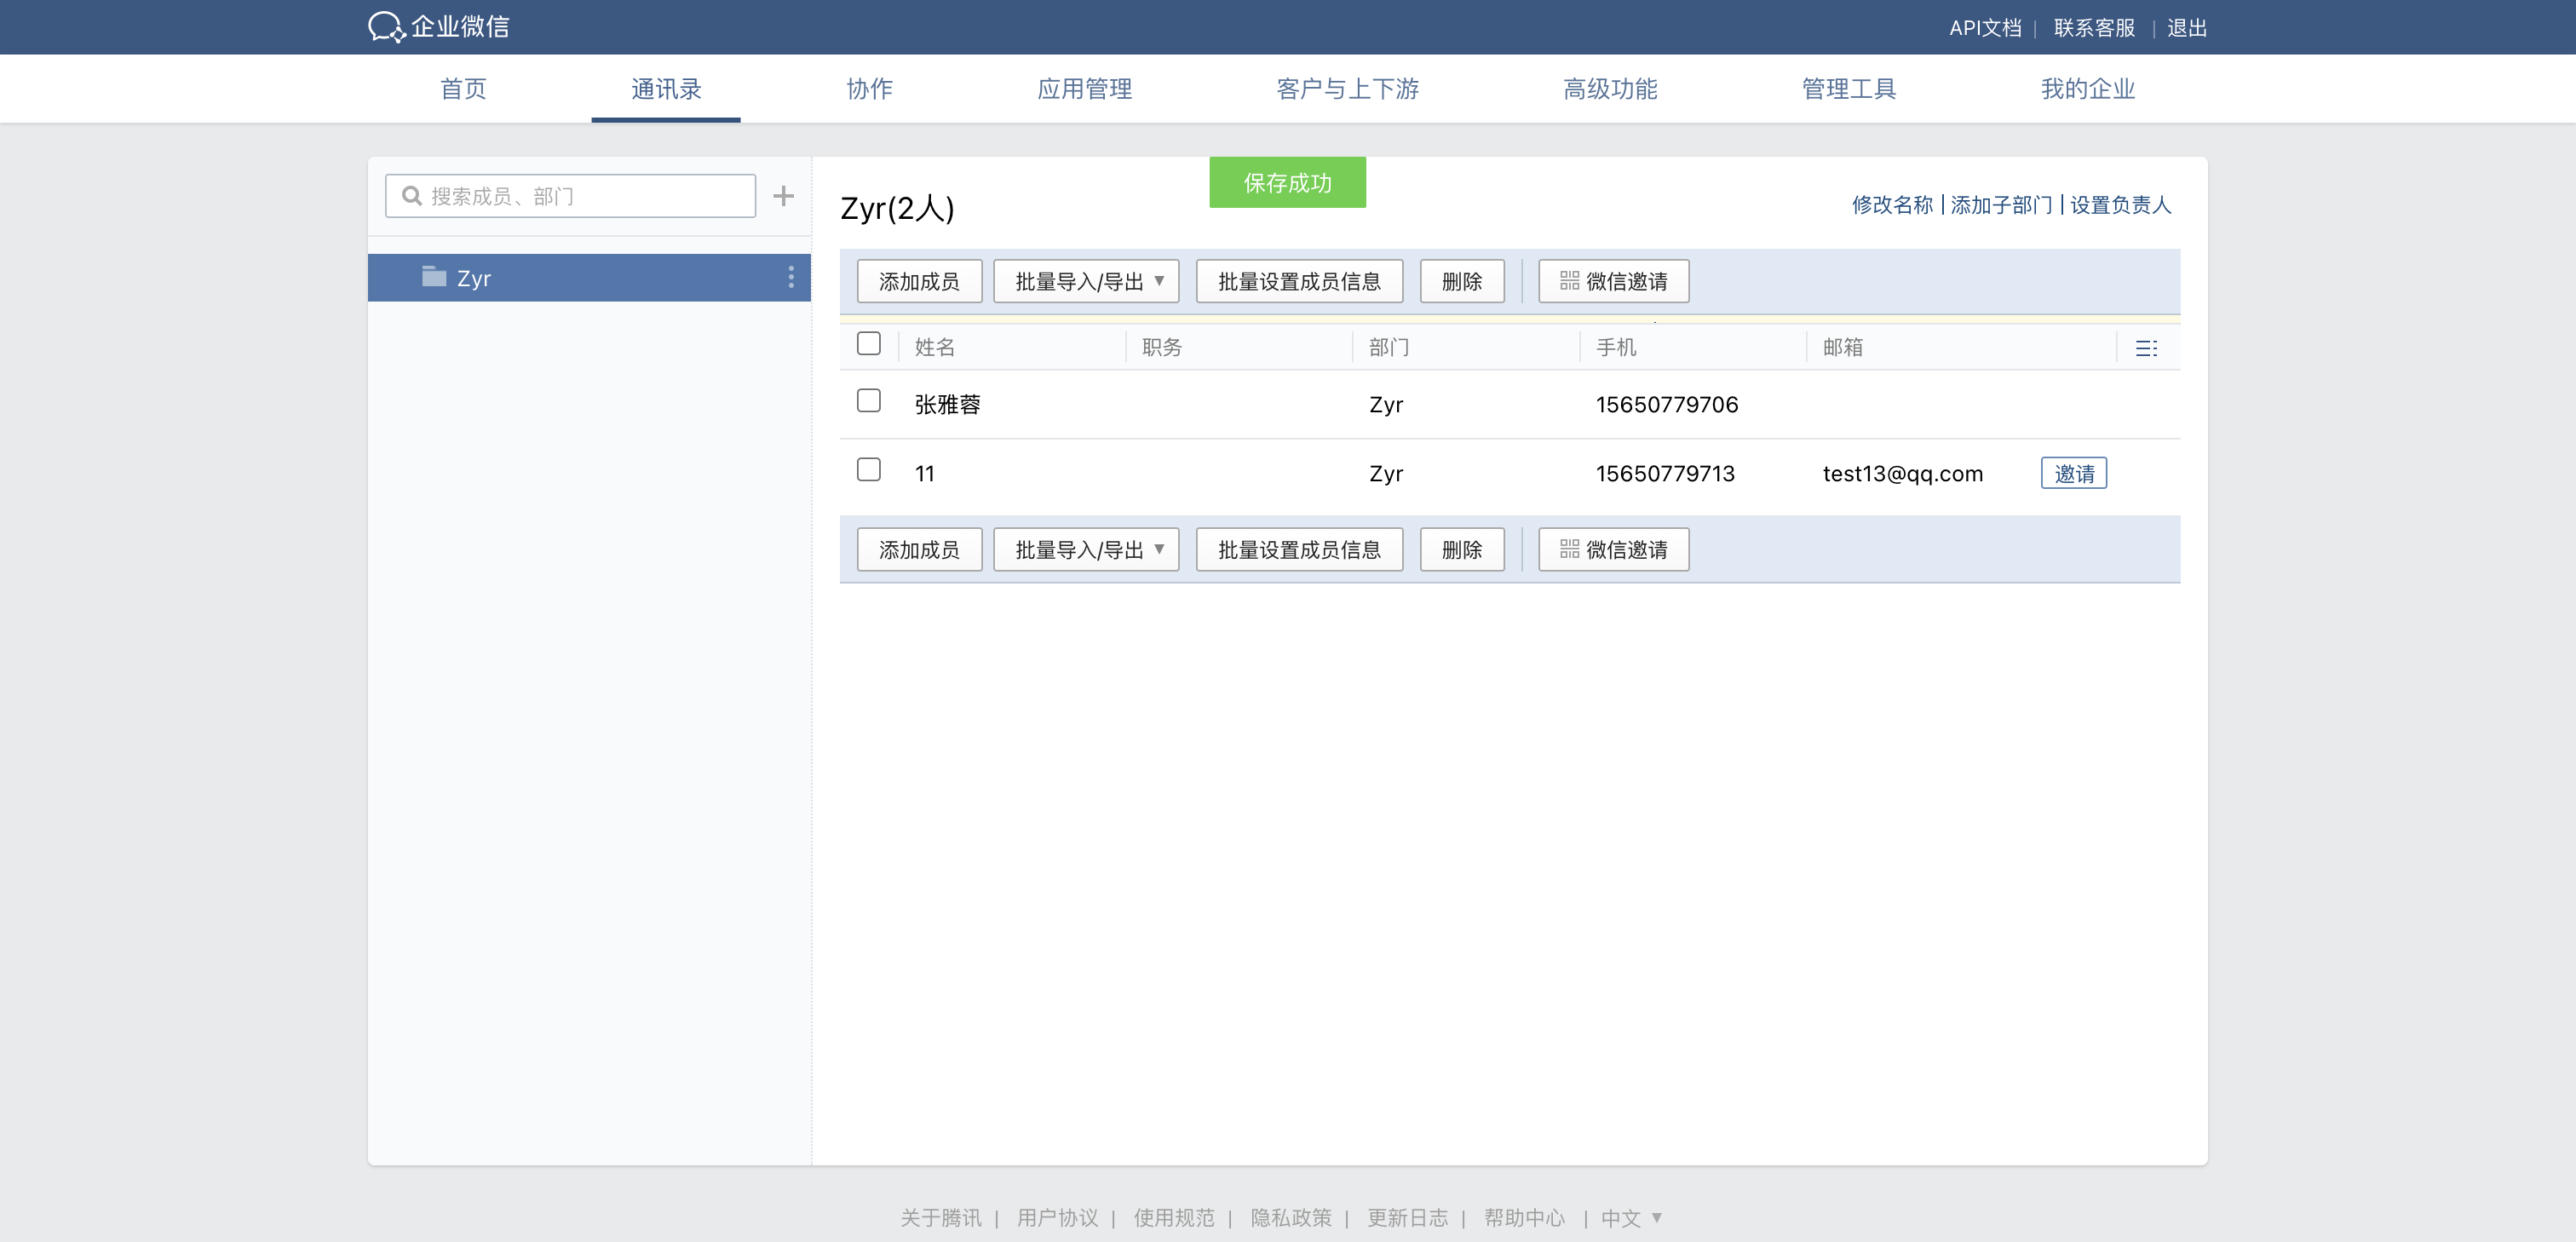 企业微信
API文档 | 联系客服 | 退出
首页 通讯录 协作 应用管理 客户与上下游 高级功能 管理工具 我的企业
搜索成员、部门
Zyr
保存成功
Zyr(2人)
修改名称 | 添加子部门 | 设置负责人
添加成员 批量导入/导出 批量设置成员信息 删除 微信邀请
姓名 职务 部门 手机 邮箱
张雅蓉 Zyr 15650779706
11 Zyr 15650779713 test13@qq.com 邀请
添加成员 批量导入/导出 批量设置成员信息 删除 微信邀请
关于腾讯 | 用户协议 | 使用规范 | 隐私政策 | 更新日志 | 帮助中心 | 中文